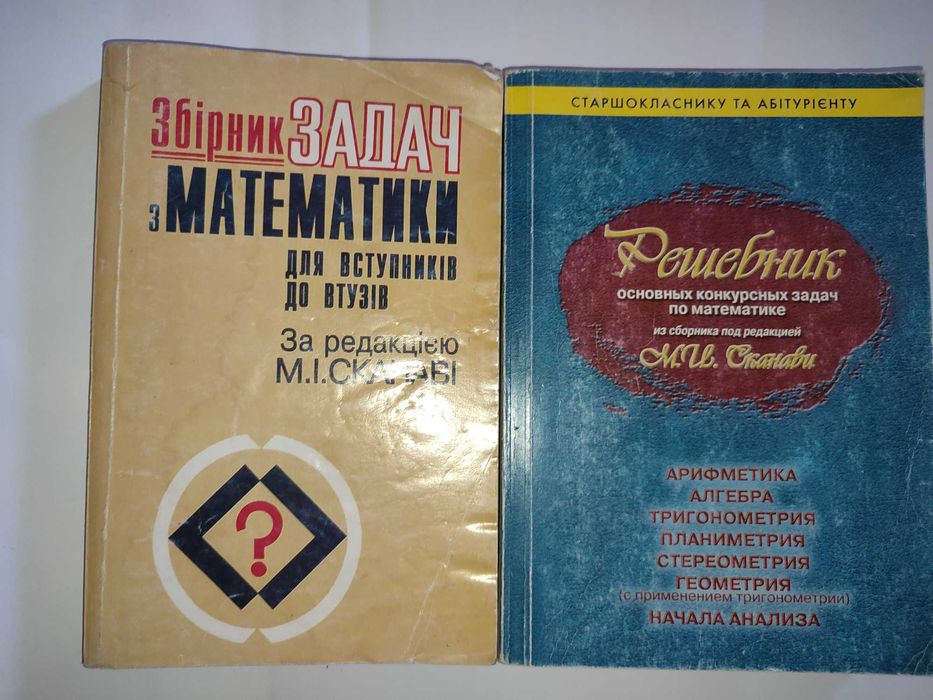 Збірник ЗАДАЧ
з МАТЕМАТИКИ
ДЛЯ ВСТУПНИКІВ
ДО ВТУЗІВ
За редакцією
М.І.СКАНАВІ
?
СТАРШОКЛАСНИКУ ТА АБІТУРІЄНТУ
Решебник
ОСНОВНЫХ КОНКУРСНЫХ ЗАДАЧ
ПО МАТЕМАТИКЕ
из сборника под редакцией
М.И. Сканави
АРИФМЕТИКА
АЛГЕБРА
ТРИГОНОМЕТРИЯ
ПЛАНИМЕТРИЯ
СТЕРЕОМЕТРИЯ
ГЕОМЕТРИЯ
(с применением тригонометрии)
НАЧАЛА АНАЛИЗА